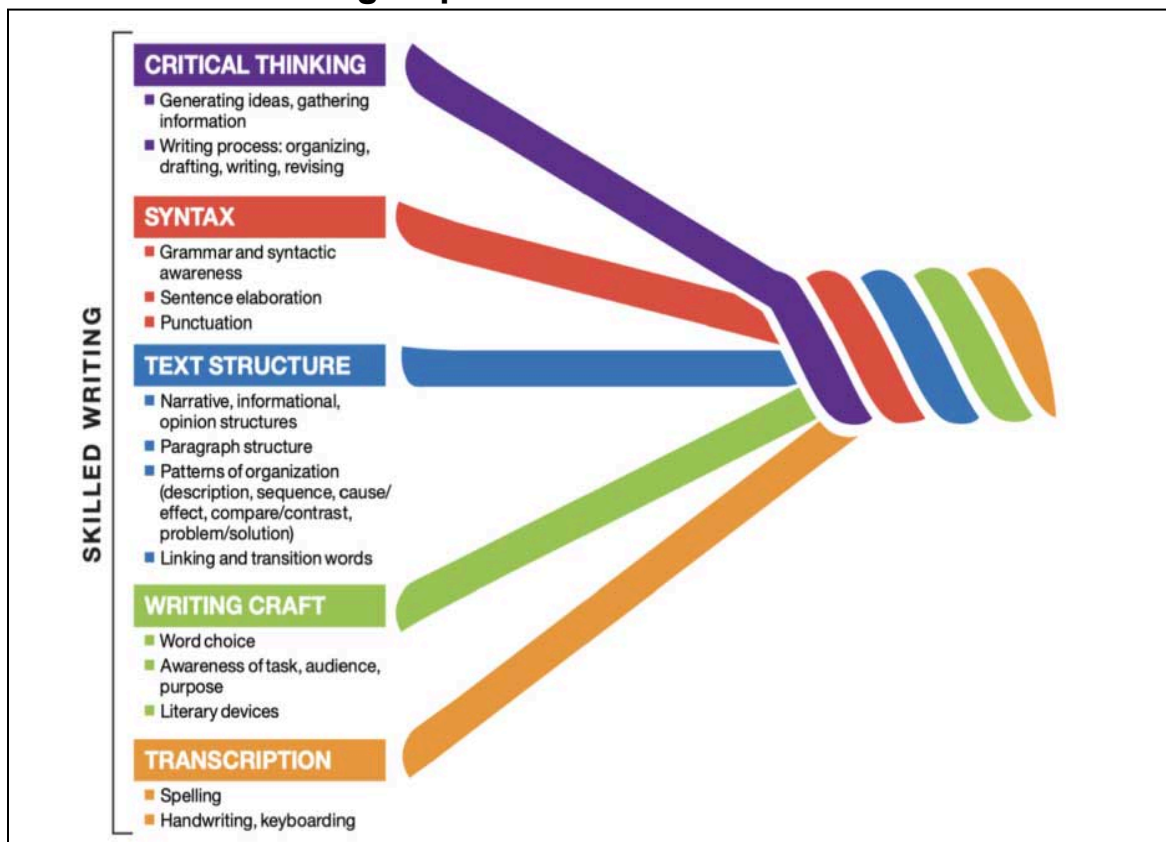 SKILLED WRITING
CRITICAL THINKING
■ Generating ideas, gathering
information
■ Writing process: organizing,
drafting, writing, revising
SYNTAX
■ Grammar and syntactic
awareness
■ Sentence elaboration
■ Punctuation
TEXT STRUCTURE
■ Narrative, informational,
opinion structures
■ Paragraph structure
■ Patterns of organization
(description, sequence, cause/
effect, compare/contrast,
problem/solution)
■ Linking and transition words
WRITING CRAFT
■ Word choice
■ Awareness of task, audience,
purpose
■ Literary devices
TRANSCRIPTION
■ Spelling
■ Handwriting, keyboarding